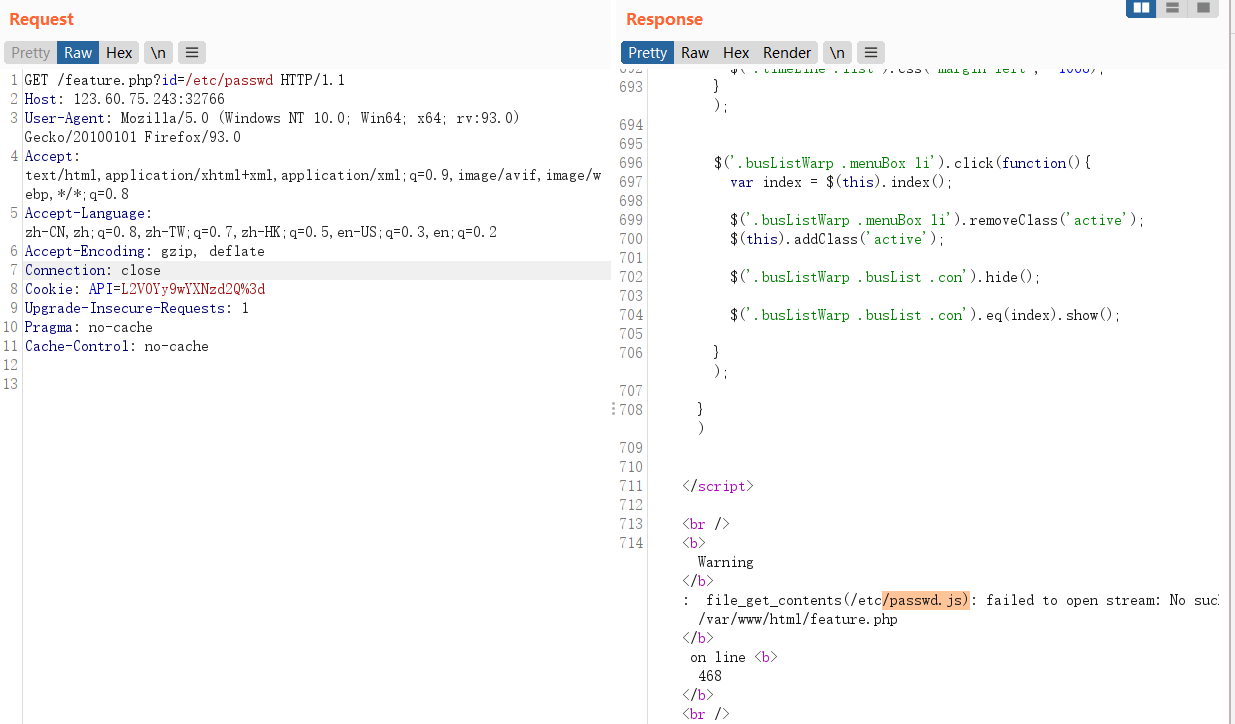 Request
Pretty Raw Hex \n
1 GET /feature.php?id=/etc/passwd HTTP/1.1
2 Host: 123.60.75.243:32766
3 User-Agent: Mozilla/5.0 (Windows NT 10.0; Win64; x64; rv:93.0)
Gecko/20100101 Firefox/93.0
4 Accept:
text/html,application/xhtml+xml,application/xml;q=0.9,image/avif,image/w
ebp,*/*;q=0.8
5 Accept-Language:
zh-CN,zh;q=0.8,zh-TW;q=0.7,zh-HK;q=0.5,en-US;q=0.3,en;q=0.2
6 Accept-Encoding: gzip, deflate
7 Connection: close
8 Cookie: API=L2V0Yy9wYXNzd2Q%3d
9 Upgrade-Insecure-Requests: 1
10 Pragma: no-cache
11 Cache-Control: no-cache
12
13
Response
Pretty Raw Hex Render \n
693 }
);
694
695
696 $('.busListWarp .menuBox li').click(function(){
697 var index = $(this).index();
698
699 $('.busListWarp .menuBox li').removeClass('active');
700 $(this).addClass('active');
701
702 $('.busListWarp .busList .con').hide();
703
704 $('.busListWarp .busList .con').eq(index).show();
705
706 }
);
707
708 }
)
709
710
711 </script>
712
713 <br />
714 <b>
Warning
</b>
: file_get_contents(/etc/passwd.js): failed to open stream: No
/var/www/html/feature.php
</b>
on line <b>
468
</b>
<br />